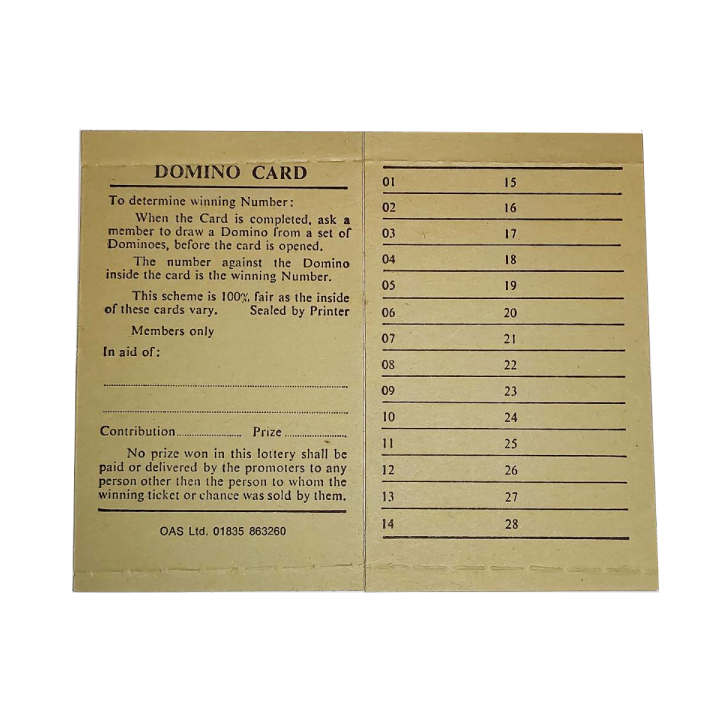 DOMINO CARD
To determine winning Number:
When the Card is completed, ask a
member to draw a Domino from a set of
Dominoes, before the card is opened.
The number against the Domino
inside the card is the winning Number.
This scheme is 100% fair as the inside
of these cards vary. Sealed by Printer
Members only
In aid of:
Contribution............ Prize............
No prize won in this lottery shall be
paid or delivered by the promoters to any
person other then the person to whom the
winning ticket or chance was sold by them.
OAS Ltd. 01835 863260
01 15
02 16
03 17
04 18
05 19
06 20
07 21
08 22
09 23
10 24
11 25
12 26
13 27
14 28